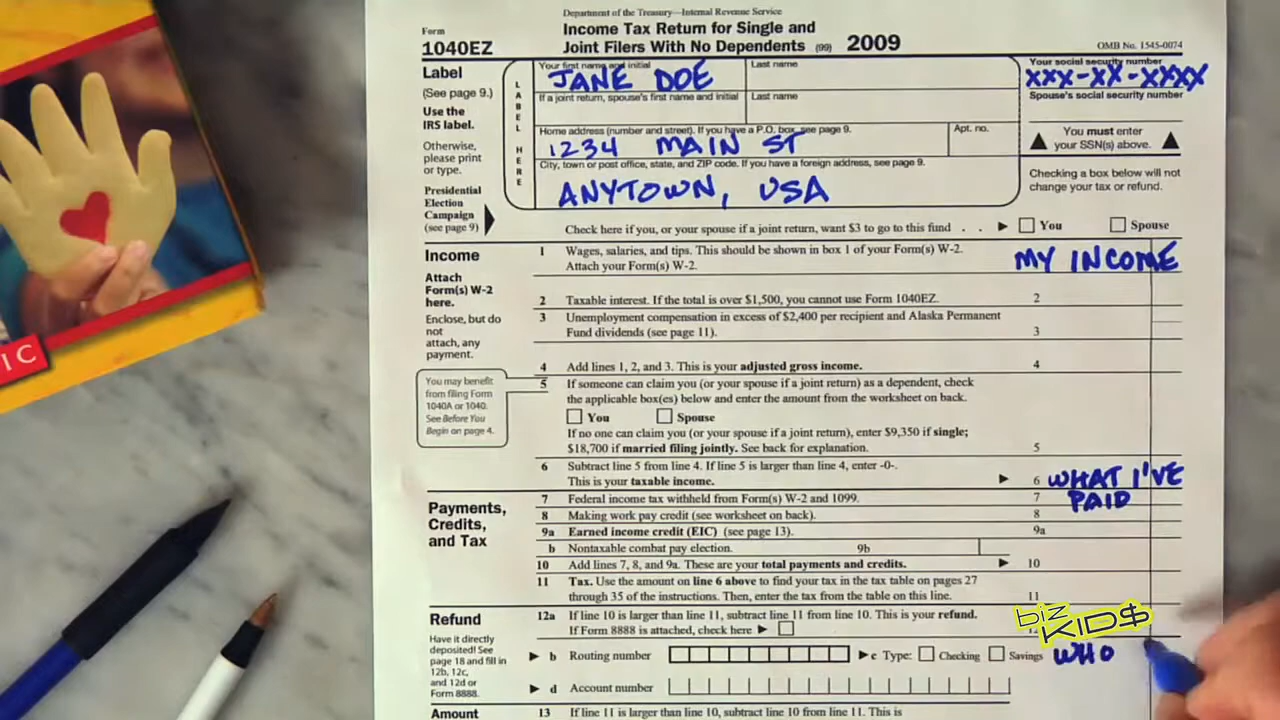 Department of the Treasury—Internal Revenue Service
Form
1040EZ
Income Tax Return for Single and
Joint Filers With No Dependents (99) 2009
OMB No. 1545-0074
Label
(See page 9.)
Use the
IRS label.
Otherwise,
please print
or type.
Presidential
Election
Campaign
(see page 9)
LABEL HERE
Your first name and initial
Last name
JANE DOE
If a joint return, spouse's first name and initial
Last name
Home address (number and street). If you have a P.O. box, see page 9.
Apt. no.
1234 MAIN ST
City, town or post office, state, and ZIP code. If you have a foreign address, see page 9.
ANYTOWN, USA
Your social security number
XXX-XX-XXXX
Spouse's social security number
You must enter
your SSN(s) above.
Checking a box below will not
change your tax or refund.
Check here if you, or your spouse if a joint return, want $3 to go to this fund . . You Spouse
Income
Attach
Form(s) W-2
here.
Enclose, but do
not
attach, any
payment.
You may benefit
from filing Form
1040A or 1040.
See Before You
Begin on page 4.
1 Wages, salaries, and tips. This should be shown in box 1 of your Form(s) W-2.
Attach your Form(s) W-2.
MY INCOME
2 Taxable interest. If the total is over $1,500, you cannot use Form 1040EZ. 2
3 Unemployment compensation in excess of $2,400 per recipient and Alaska Permanent
Fund dividends (see page 11). 3
4 Add lines 1, 2, and 3. This is your adjusted gross income. 4
5 If someone can claim you (or your spouse if a joint return) as a dependent, check
the applicable box(es) below and enter the amount from the worksheet on back.
You Spouse
If no one can claim you (or your spouse if a joint return), enter $9,350 if single;
$18,700 if married filing jointly. See back for explanation. 5
6 Subtract line 5 from line 4. If line 5 is larger than line 4, enter -0-.
This is your taxable income. 6
WHAT I'VE
PAID
Payments,
Credits,
and Tax
7 Federal income tax withheld from Form(s) W-2 and 1099. 7
8 Making work pay credit (see worksheet on back). 8
9a Earned income credit (EIC) (see page 13). 9a
b Nontaxable combat pay election. 9b
10 Add lines 7, 8, and 9a. These are your total payments and credits. 10
11 Tax. Use the amount on line 6 above to find your tax in the tax table on pages 27
through 35 of the instructions. Then, enter the tax from the table on this line. 11
Refund
Have it directly
deposited! See
page 18 and fill in
12b, 12c,
and 12d or
Form 8888.
12a If line 10 is larger than line 11, subtract line 11 from line 10. This is your refund.
If Form 8888 is attached, check here
biz
KID$
b Routing number c Type: Checking Savings
WHO
d Account number
Amount
13 If line 11 is larger than line 10, subtract line 10 from line 11. This is
IC